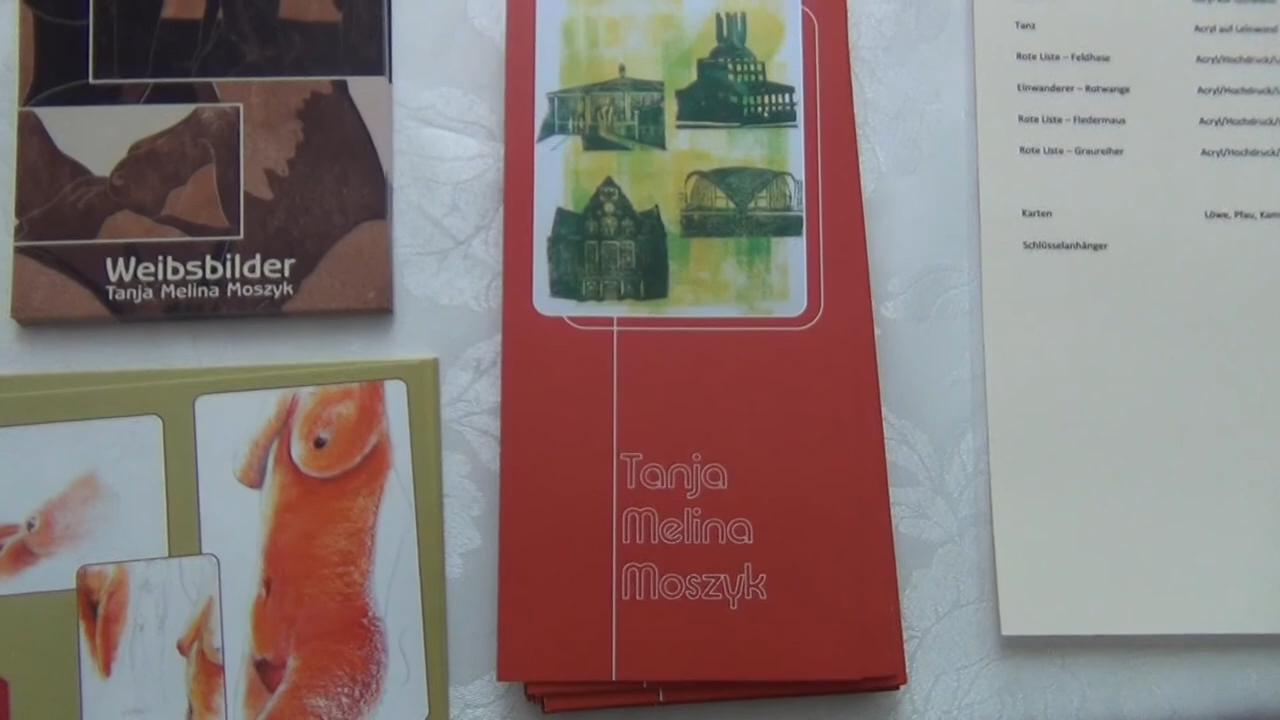 Weibsbilder
Tanja Melina Moszyk
Tanja
Melina
Moszyk
Tanz Acryl auf Leinwand
Rote Liste – Feldhase Acryl/Hochdruck/
Einwanderer – Rotwange Acryl/Hochdruck/
Rote Liste – Fledermaus Acryl/Hochdruck/
Rote Liste – Graureiher Acryl/Hochdruck/
Karten Löwe, Pfau,
Schlüsselanhänger